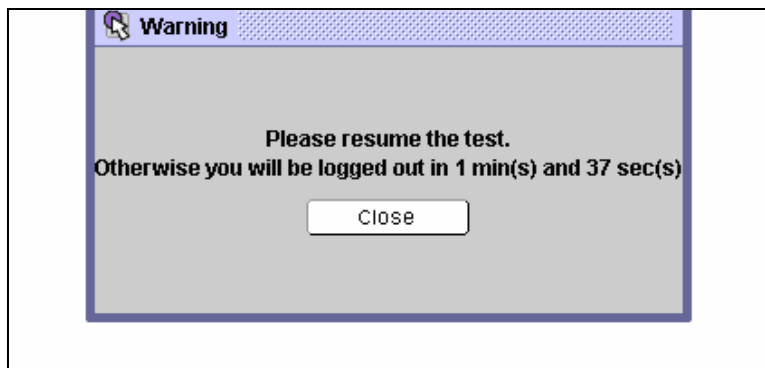 Warning
Please resume the test.
Otherwise you will be logged out in 1 min(s) and 37 sec(s)
Close